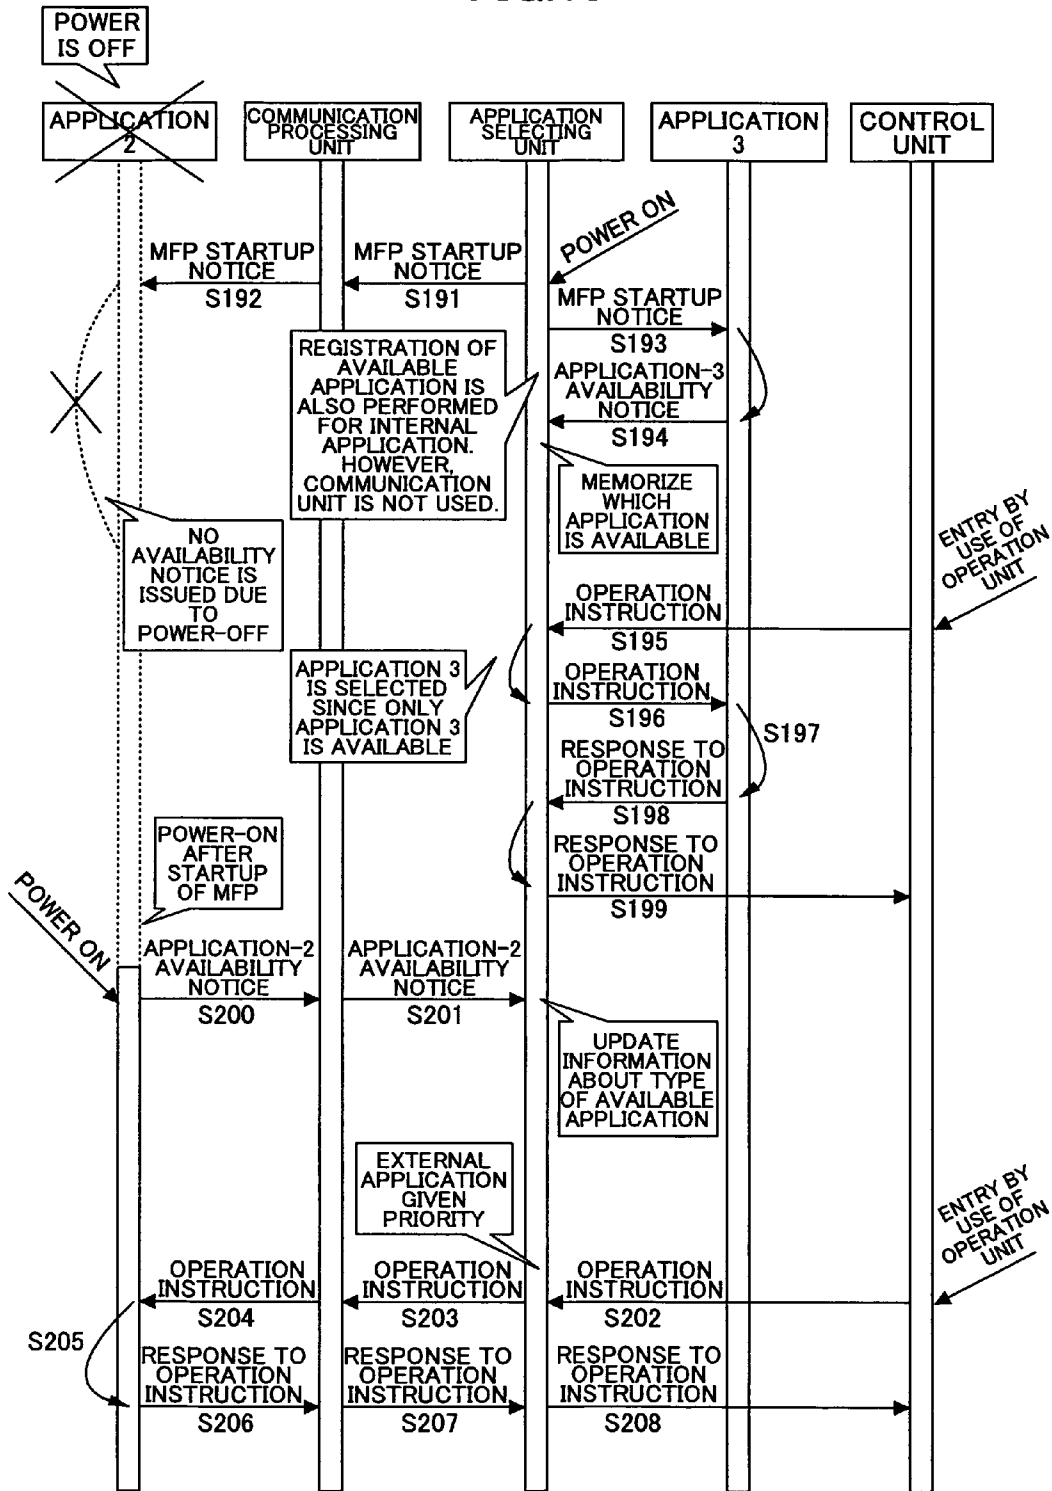 POWER
IS OFF
APPLICATION
2
COMMUNICATION
PROCESSING
UNIT
APPLICATION
SELECTING
UNIT
APPLICATION
3
CONTROL
UNIT
POWER ON
MFP STARTUP
NOTICE
S192
MFP STARTUP
NOTICE
S191
MFP STARTUP
NOTICE
S193
REGISTRATION OF
AVAILABLE
APPLICATION IS
ALSO PERFORMED
FOR INTERNAL
APPLICATION.
HOWEVER,
COMMUNICATION
UNIT IS NOT USED.
APPLICATION-3
AVAILABILITY
NOTICE
S194
MEMORIZE
WHICH
APPLICATION
IS AVAILABLE
NO
AVAILABILITY
NOTICE IS
ISSUED DUE
TO
POWER-OFF
ENTRY BY
USE OF
OPERATION
UNIT
OPERATION
INSTRUCTION
S195
APPLICATION 3
IS SELECTED
SINCE ONLY
APPLICATION 3
IS AVAILABLE
OPERATION
INSTRUCTION
S196
S197
RESPONSE TO
OPERATION
INSTRUCTION
S198
POWER-ON
AFTER
STARTUP
OF MFP
RESPONSE TO
OPERATION
INSTRUCTION
S199
POWER ON
APPLICATION-2
AVAILABILITY
NOTICE
S200
APPLICATION-2
AVAILABILITY
NOTICE
S201
UPDATE
INFORMATION
ABOUT TYPE
OF AVAILABLE
APPLICATION
EXTERNAL
APPLICATION
GIVEN
PRIORITY
ENTRY BY
USE OF
OPERATION
UNIT
OPERATION
INSTRUCTION
S204
OPERATION
INSTRUCTION
S203
OPERATION
INSTRUCTION
S202
S205
RESPONSE TO
OPERATION
INSTRUCTION
S206
RESPONSE TO
OPERATION
INSTRUCTION
S207
RESPONSE TO
OPERATION
INSTRUCTION
S208